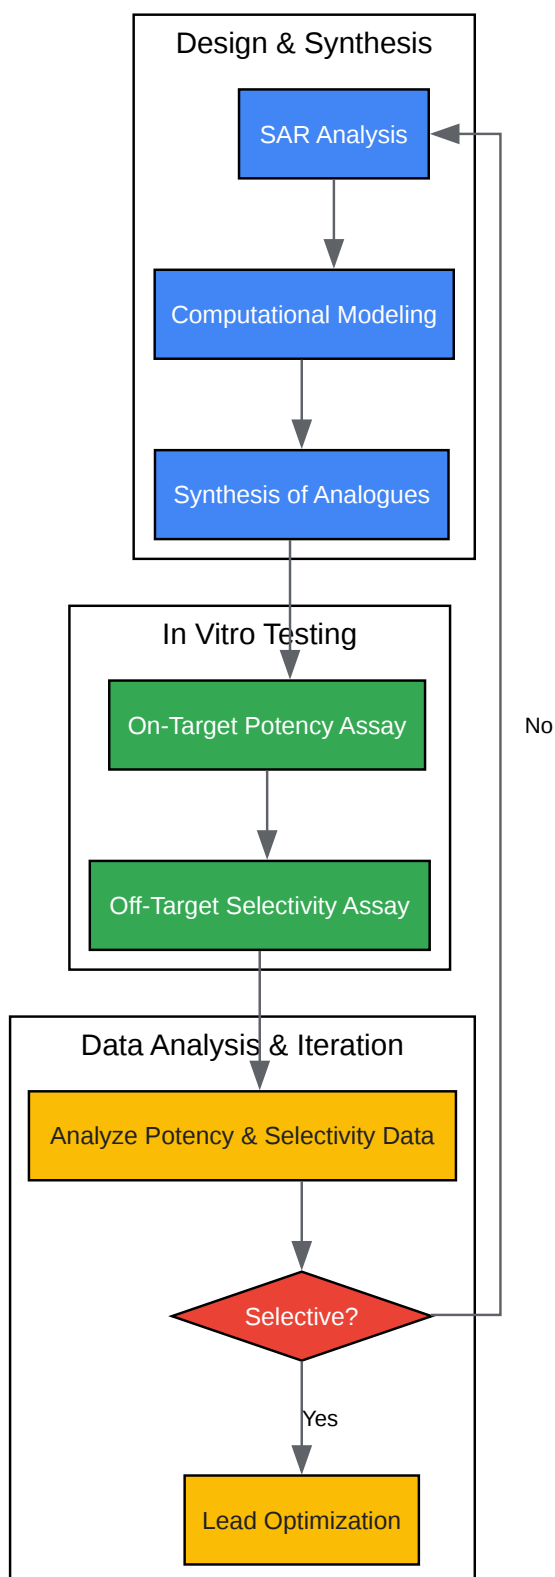 Design & Synthesis
SAR Analysis
Computational Modeling
Synthesis of Analogues
In Vitro Testing
On-Target Potency Assay
No
Off-Target Selectivity Assay
Data Analysis & Iteration
Analyze Potency & Selectivity Data
Selective?
Yes
Lead Optimization